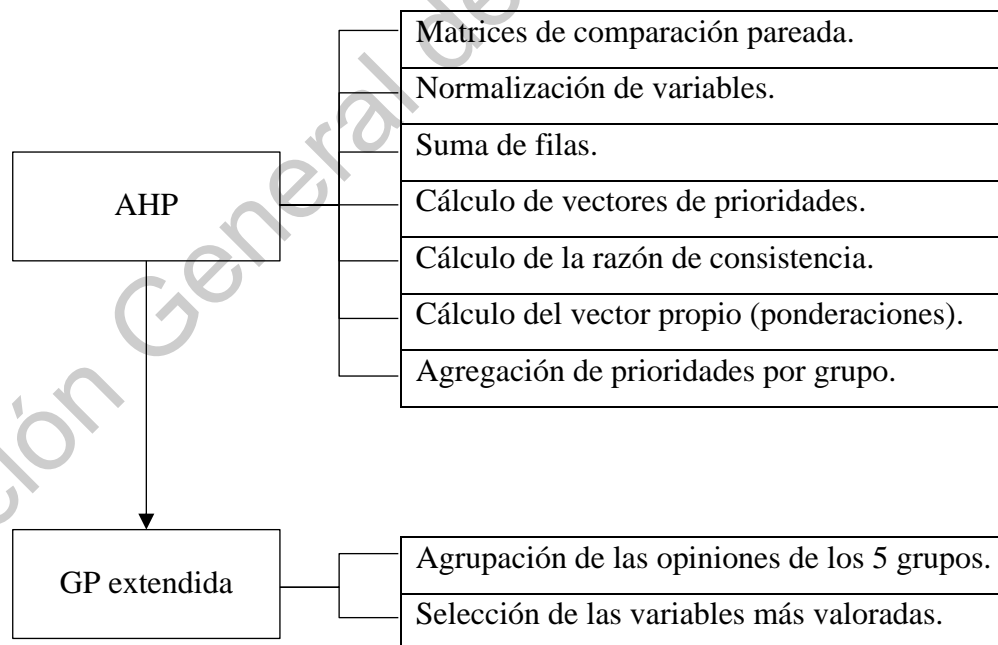 Matrices de comparación pareada.
Normalización de variables.
Suma de filas.
AHP
Cálculo de vectores de prioridades.
Cálculo de la razón de consistencia.
Cálculo del vector propio (ponderaciones).
Agregación de prioridades por grupo.
Agrupación de las opiniones de los 5 grupos.
GP extendida
Selección de las variables más valoradas.
General de